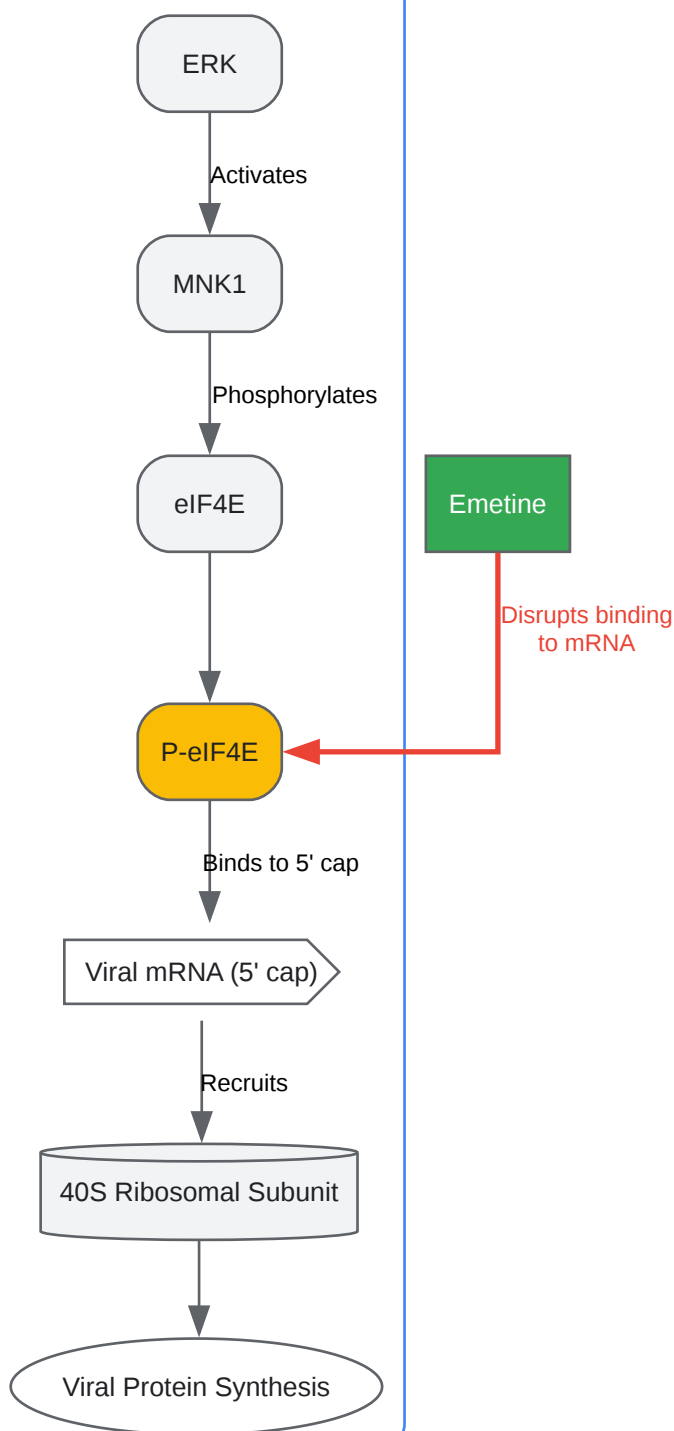 ERK
Activates
MNK1
Phosphorylates
eIF4E
Emetine
Disrupts binding
to mRNA
P-eIF4E
Binds to 5' cap
Viral mRNA (5' cap)
Recruits
40S Ribosomal Subunit
Viral Protein Synthesis